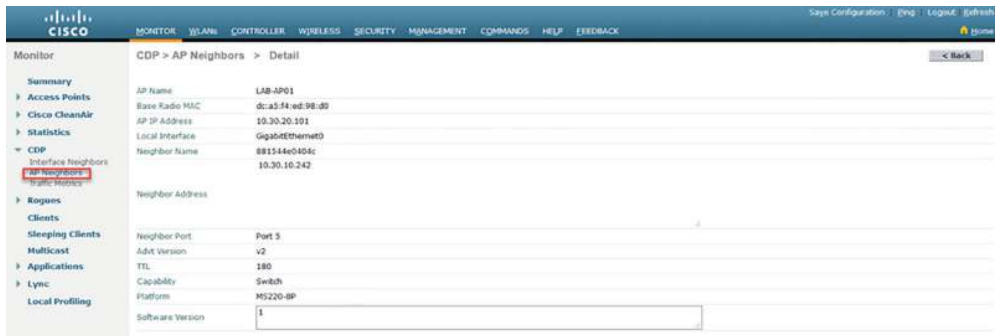 Save Configuration Ping Logout Refresh
CISCO
MONITOR WLANs CONTROLLER WIRELESS SECURITY MANAGEMENT COMMANDS HELP FEEDBACK
Home
Monitor
CDP > AP Neighbors > Detail
< Back
Summary
Access Points
Cisco CleanAir
Statistics
CDP
Interface Neighbors
AP Neighbors
Traffic Metrics
Rogues
Clients
Sleeping Clients
Multicast
Applications
Lync
Local Profiling
AP Name LAB-AP01
Base Radio MAC dc:a5:f4:ed:98:d0
AP IP Address 10.30.20.101
Local Interface GigabitEthernet0
Neighbor Name 881544e0404c
10.30.10.242
Neighbor Address
Neighbor Port Port 5
Advt Version v2
TTL 180
Capability Switch
Platform MS220-8P
Software Version 1